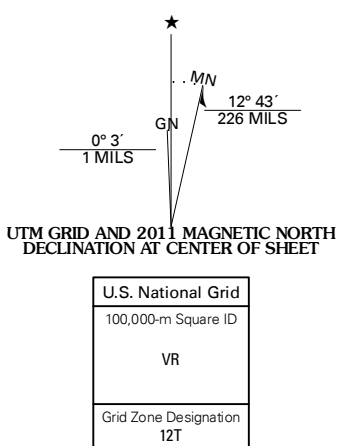 ★
MN
12° 43´
226 MILS
GN
0° 3´
1 MILS
UTM GRID AND 2011 MAGNETIC NORTH
DECLINATION AT CENTER OF SHEET
U.S. National Grid
100,000-m Square ID
VR
Grid Zone Designation
12T